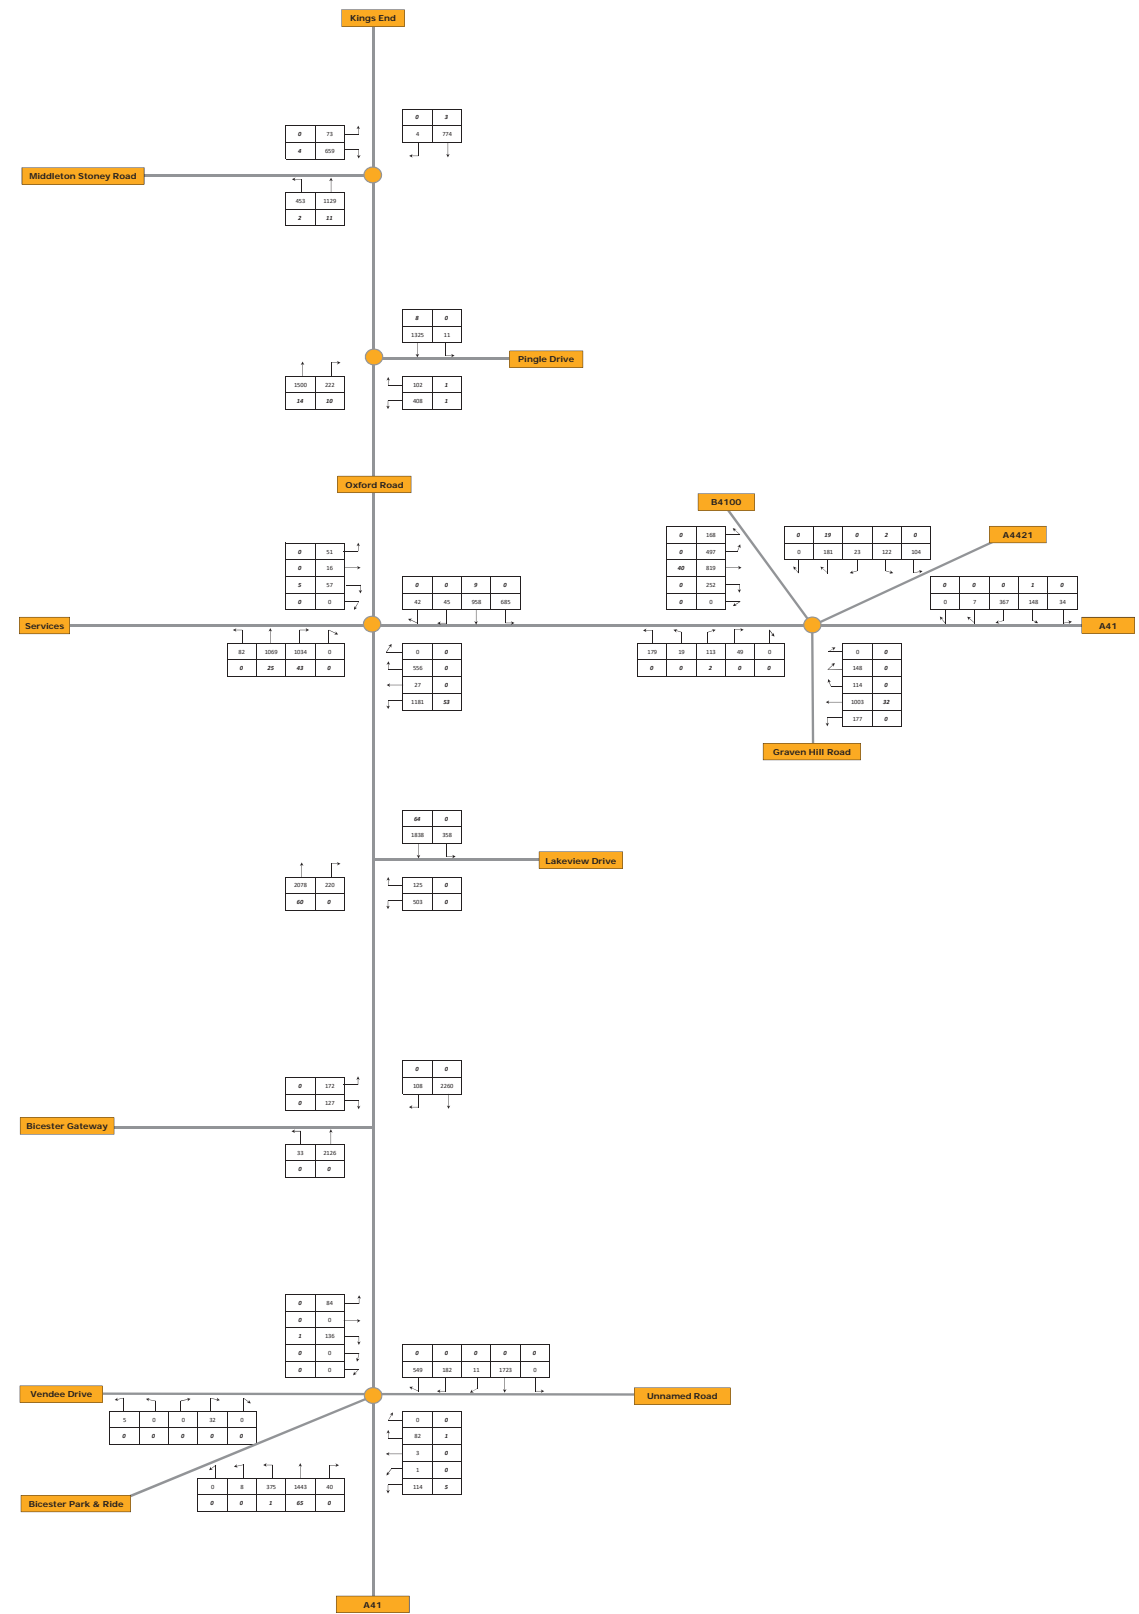 Kings End
0 3
4 774
0 73
4 659
Middleton Stoney Road
453 1129
2 11
8 0
1325 11
Pingle Drive
1500 222
14 10
102 1
408 1
Oxford Road
B4100
A4421
0 51
0 16
5 57
0 0
0 0 9 0
42 45 958 685
0 168
0 497
40 819
0 252
0 0
0 19 0 2 0
0 181 23 122 104
0 0 0 1 0
0 7 367 148 34
Services
A41
82 1069 1034 0
0 25 43 0
0 0
556 0
27 0
1181 53
179 19 113 49 0
0 0 2 0 0
0 0
148 0
114 0
1003 32
177 0
Graven Hill Road
64 0
1838 358
Lakeview Drive
2078 220
60 0
125 0
503 0
0 0
108 2260
0 172
0 127
Bicester Gateway
33 2126
0 0
0 84
0 0
1 136
0 0
0 0
0 0 0 0 0
549 182 11 1723 0
Vendee Drive
Unnamed Road
5 0 0 32 0
0 0 0 0 0
0 0
82 1
3 0
1 0
114 5
0 8 375 1443 40
0 0 1 65 0
Bicester Park & Ride
A41